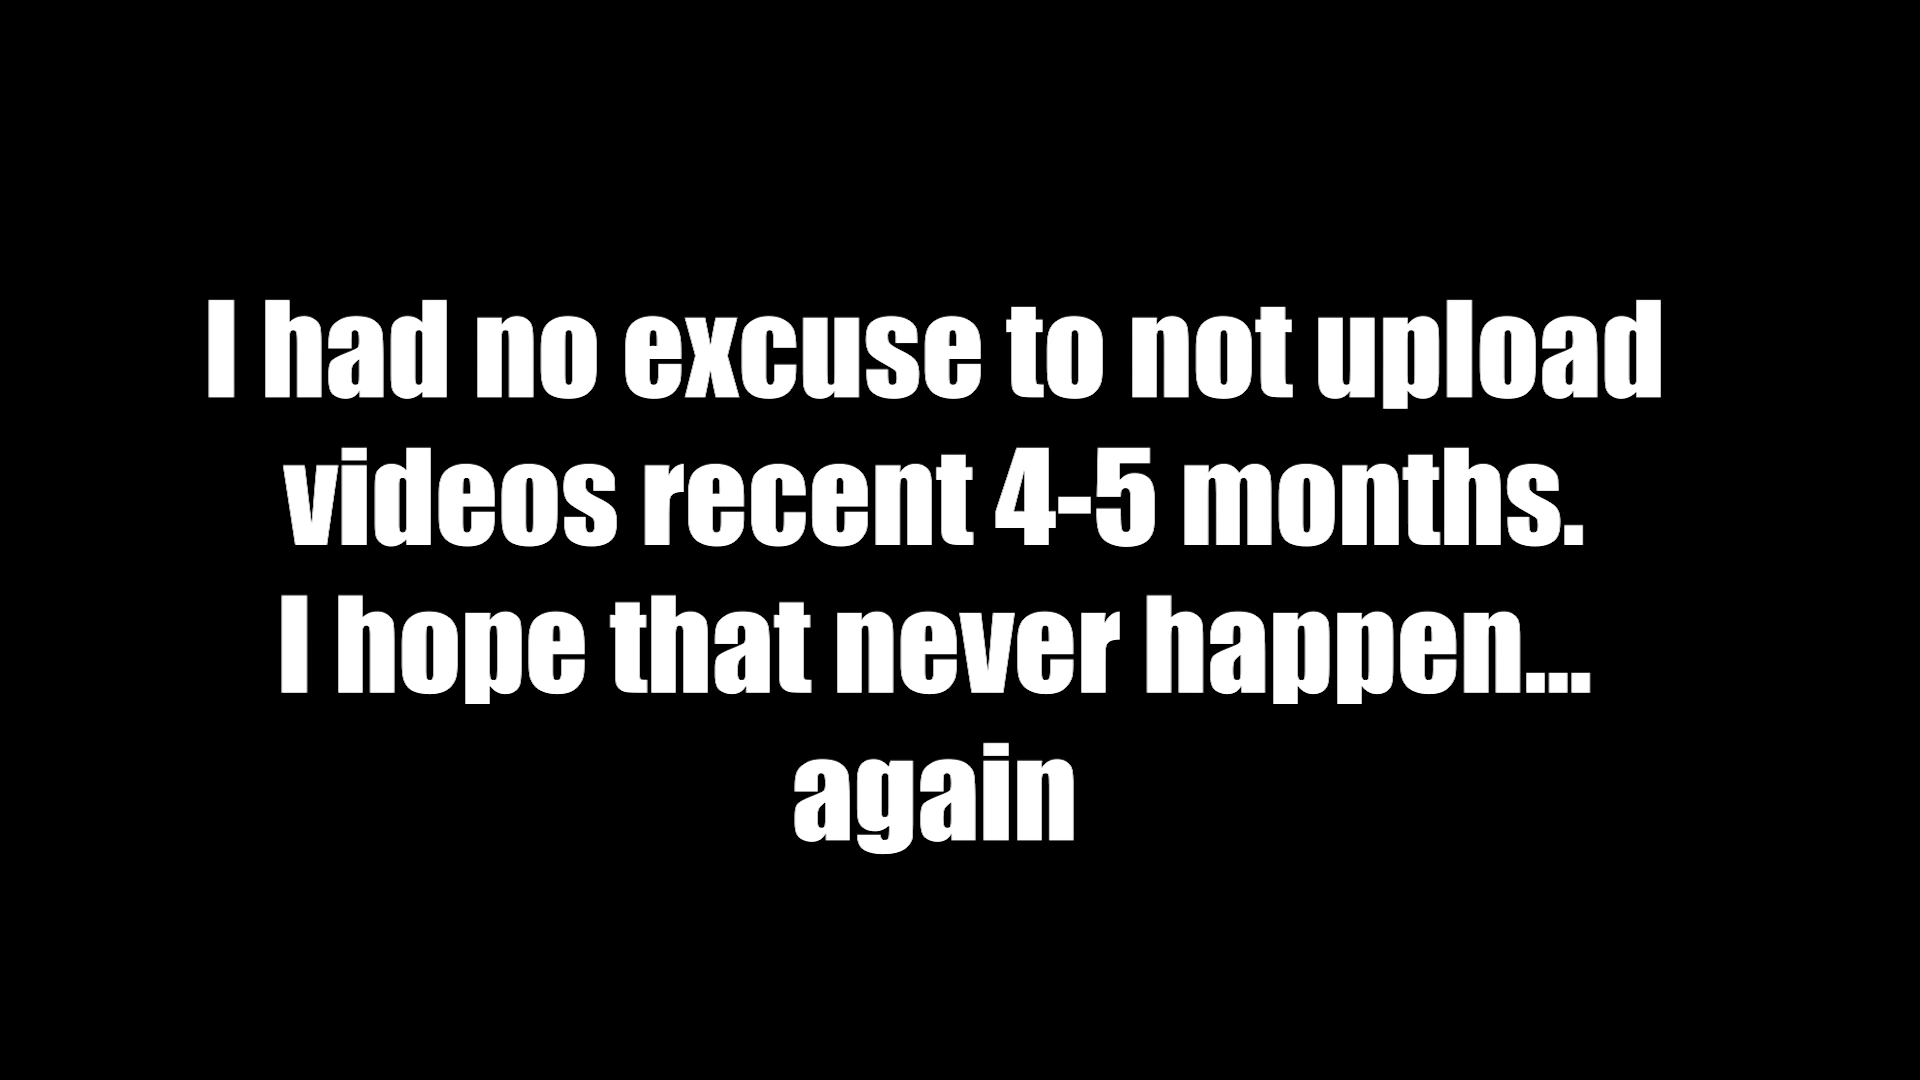 I had no excuse to not upload
videos recent 4-5 months.
I hope that never happen...
again